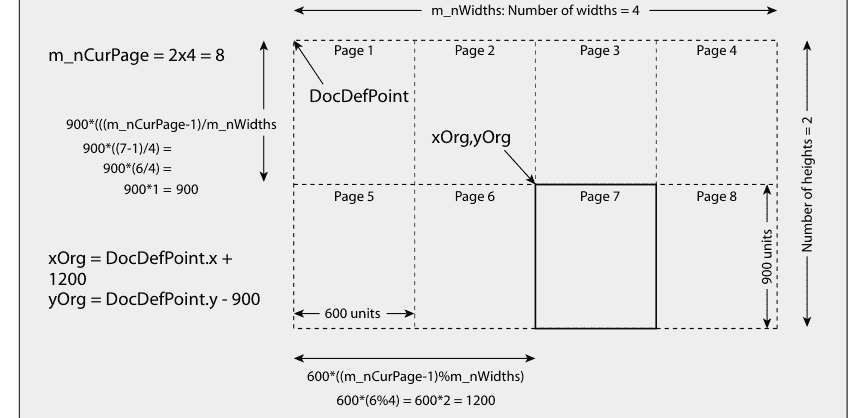 m_nWidths: Number of widths = 4
m_nCurPage = 2x4 = 8
Page 1
Page 2
Page 3
Page 4
DocDefPoint
900*(((m_nCurPage-1)/m_nWidths
900*((7-1)/4) =
900*(6/4) =
900*1 = 900
xOrg,yOrg
Number of heights = 2
Page 5
Page 6
Page 7
Page 8
900 units
xOrg = DocDefPoint.x +
1200
yOrg = DocDefPoint.y - 900
600 units
600*((m_nCurPage-1)%m_nWidths)
600*(6%4) = 600*2 = 1200